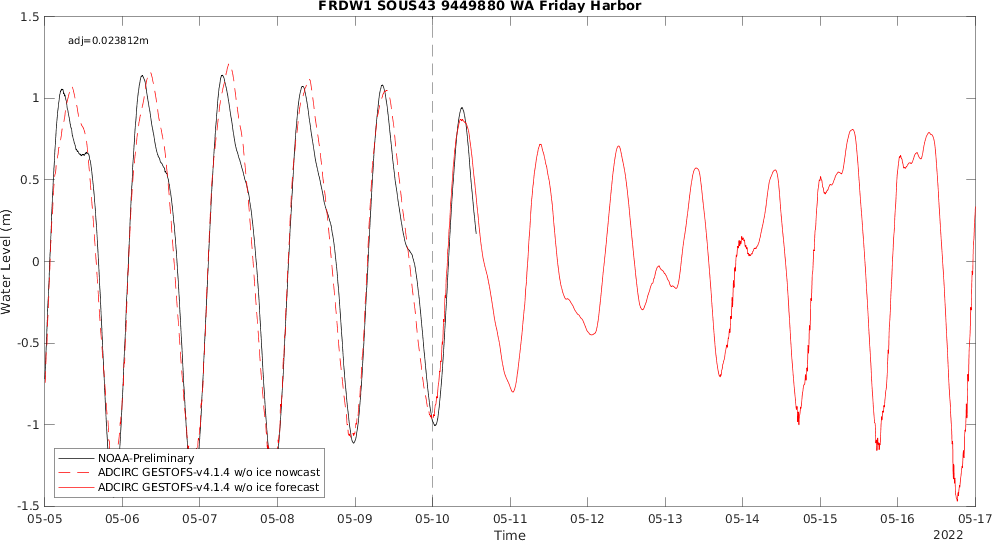 FRDW1 SOUS43 9449880 WA Friday Harbor
adj=0.023812m
Water Level (m)
1.5
1
0.5
0
-0.5
-1
-1.5
NOAA-Preliminary
ADCIRC GESTOFS-v4.1.4 w/o ice nowcast
ADCIRC GESTOFS-v4.1.4 w/o ice forecast
05-05 05-06 05-07 05-08 05-09 05-10 05-11 05-12 05-13 05-14 05-15 05-16 05-17
Time
2022